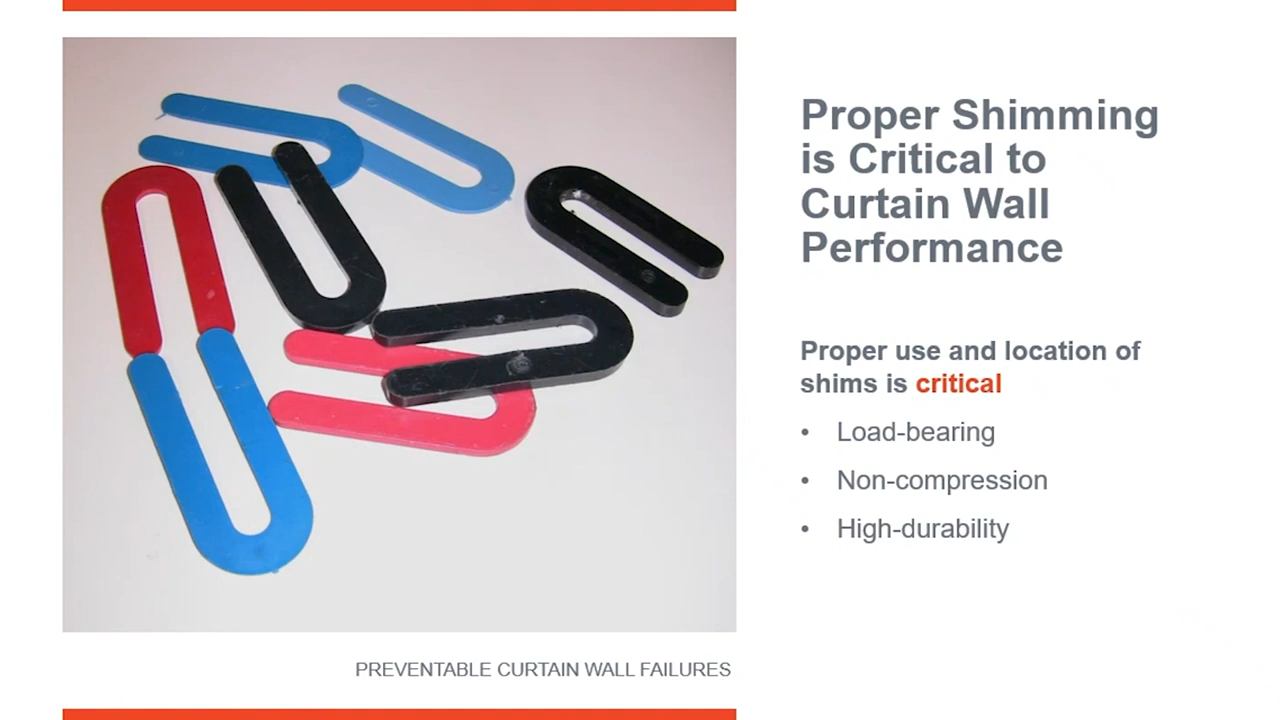 Proper Shimming
is Critical to
Curtain Wall
Performance
Proper use and location of
shims is critical
• Load-bearing
• Non-compression
• High-durability
PREVENTABLE CURTAIN WALL FAILURES